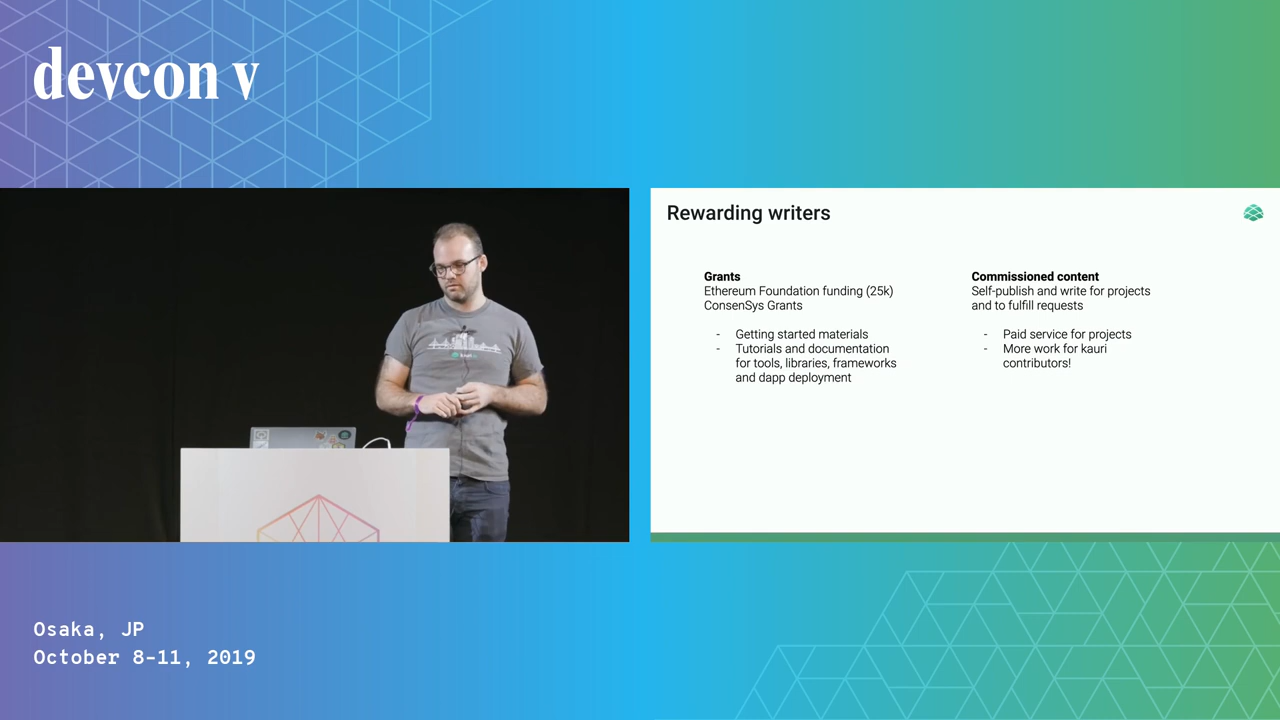 devcon v
Rewarding writers
Grants
Ethereum Foundation funding (25k)
ConsenSys Grants
- Getting started materials
- Tutorials and documentation
for tools, libraries, frameworks
and dapp deployment
Commissioned content
Self-publish and write for projects
and to fulfill requests
- Paid service for projects
- More work for kauri
contributors!
kauri
Osaka, JP
October 8-11, 2019